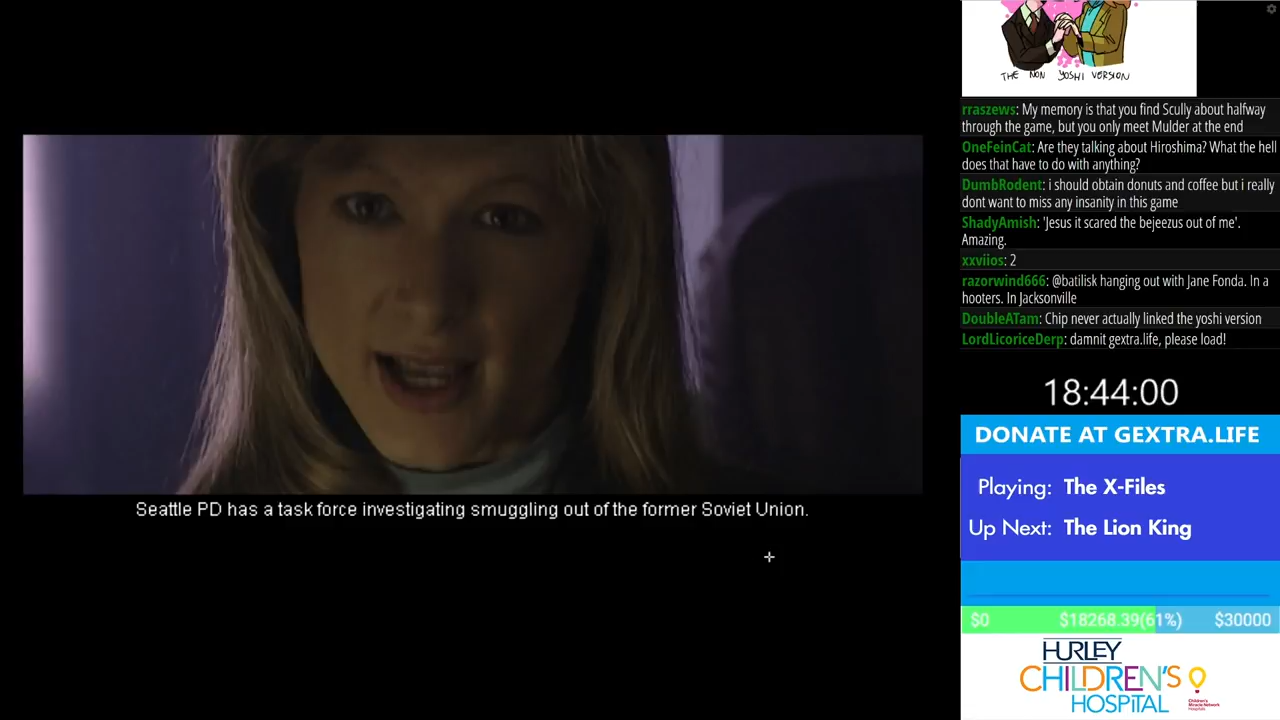 THE NON YOSHI VERSION
rraszews: My memory is that you find Scully about halfway
through the game, but you only meet Mulder at the end
OneFeinCat: Are they talking about Hiroshima? What the hell
does that have to do with anything?
DumbRodent: i should obtain donuts and coffee but i really
dont want to miss any insanity in this game
ShadyAmish: 'Jesus it scared the bejeezus out of me'.
Amazing.
xxviios: 2
razorwind666: @batilisk hanging out with Jane Fonda. In a
hooters. In Jacksonville
DoubleATam: Chip never actually linked the yoshi version
LordLicoriceDerp: damnit gextra.life, please load!
Seattle PD has a task force investigating smuggling out of the former Soviet Union.
18:44:00
DONATE AT GEXTRA.LIFE
Playing: The X-Files
Up Next: The Lion King
$0 $18268.39(61%) $30000
HURLEY
CHILDREN'S
HOSPITAL
Children's
Miracle Network
Hospitals